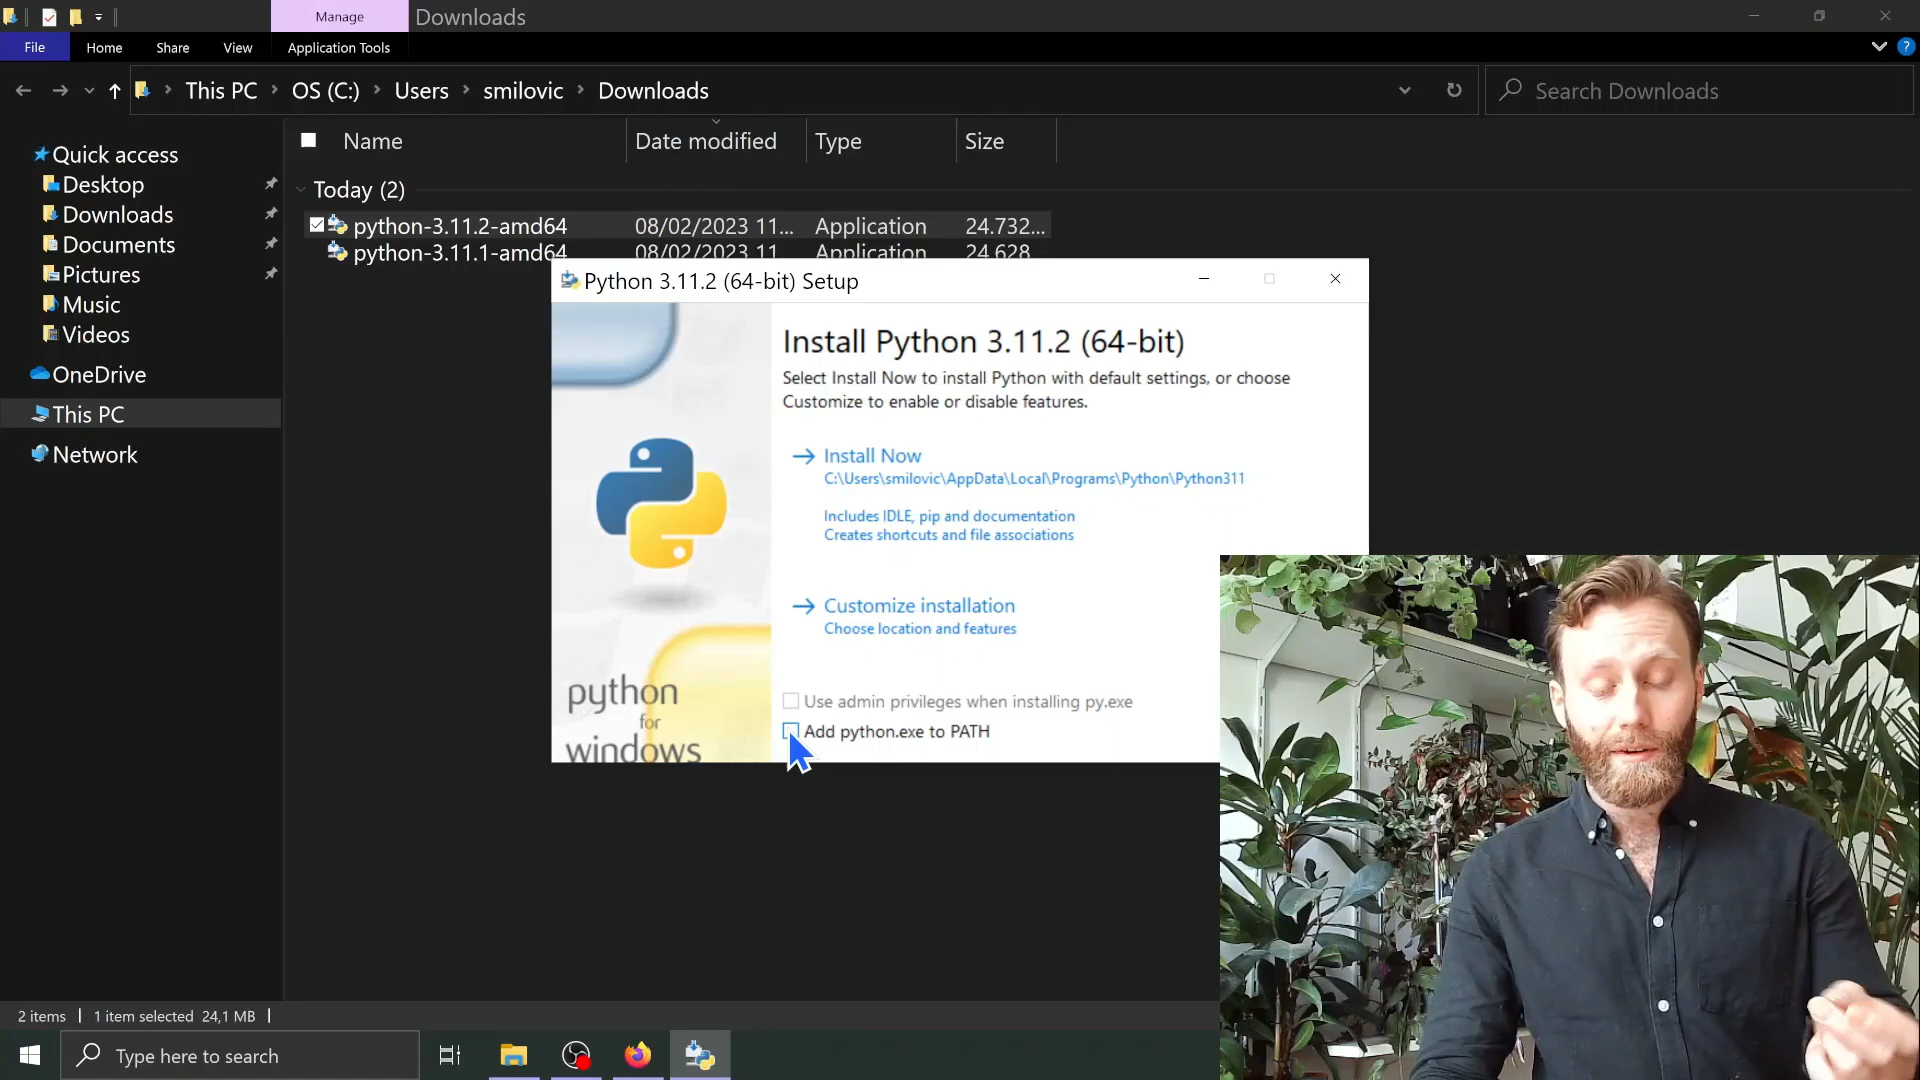 Manage
Downloads
File
Home
Share
View
Application Tools
This PC
OS (C:)
Users
smilovic
Downloads
Search Downloads
Name
Date modified
Type
Size
Quick access
Desktop
Downloads
Documents
Pictures
Music
Videos
OneDrive
This PC
Network
Today (2)
python-3.11.2-amd64 08/02/2023 11... Application 24.732...
python-3.11.1-amd64 08/02/2023 11 Application 24.628
Python 3.11.2 (64-bit) Setup
Install Python 3.11.2 (64-bit)
Select Install Now to install Python with default settings, or choose
Customize to enable or disable features.
Install Now
C:\Users\smilovic\AppData\Local\Programs\Python\Python311
Includes IDLE, pip and documentation
Creates shortcuts and file associations
Customize installation
Choose location and features
Use admin privileges when installing py.exe
Add python.exe to PATH
python
for
windows
2 items
1 item selected 24,1 MB
Type here to search